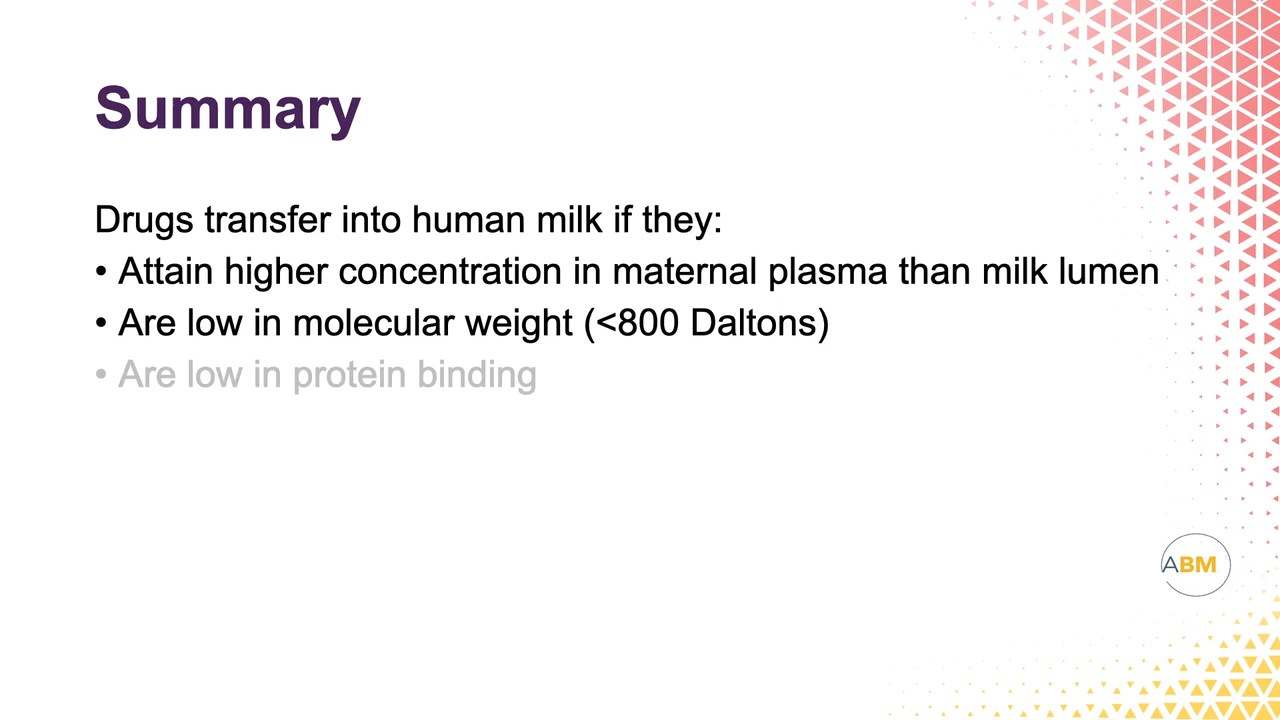 Summary
Drugs transfer into human milk if they:
• Attain higher concentration in maternal plasma than milk lumen
• Are low in molecular weight (<800 Daltons)
• Are low in protein binding
ABM